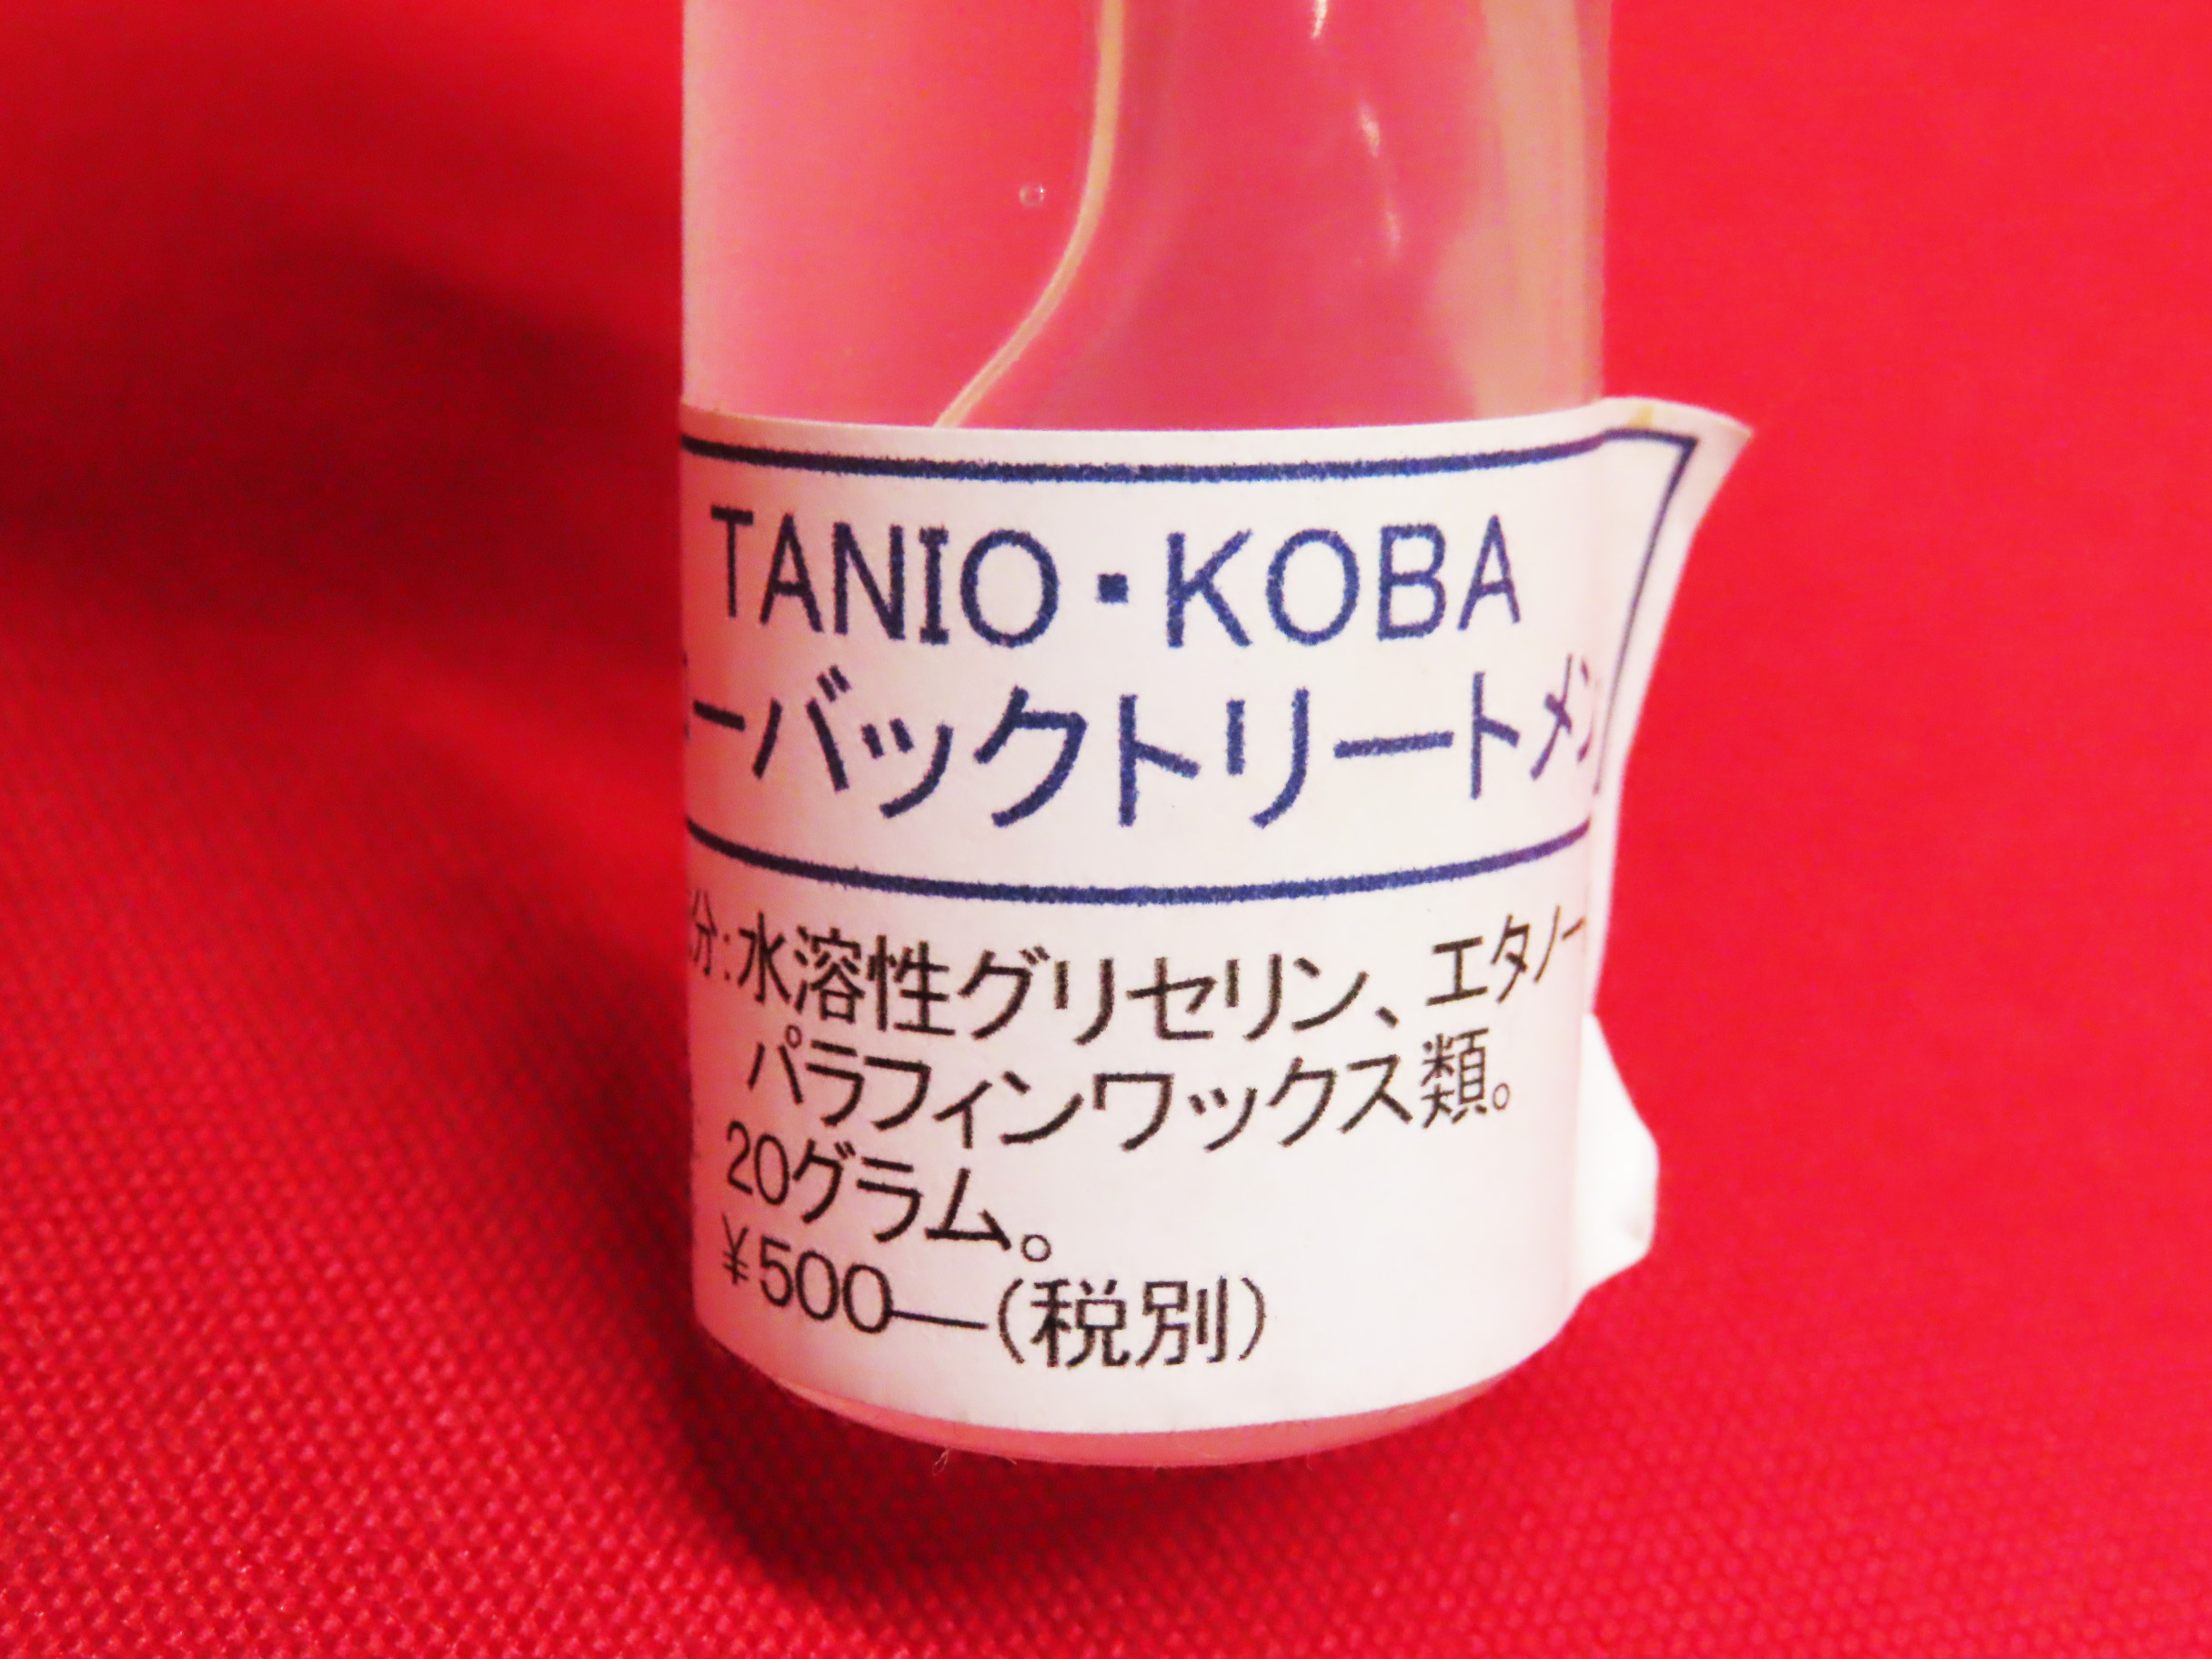 TANIO・KOBA
ーバックトリートメン
分:水溶性グリセリン、エタノー
パラフィンワックス類。
20グラム。
¥500―(税別)